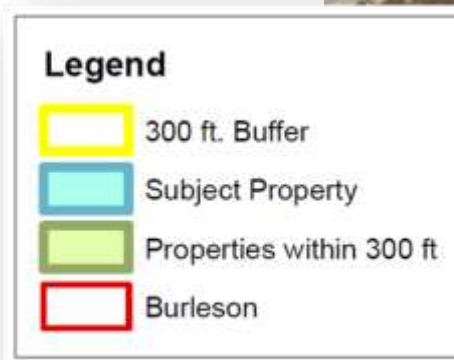 Legend
300 ft. Buffer
Subject Property
Properties within 300 ft
Burleson